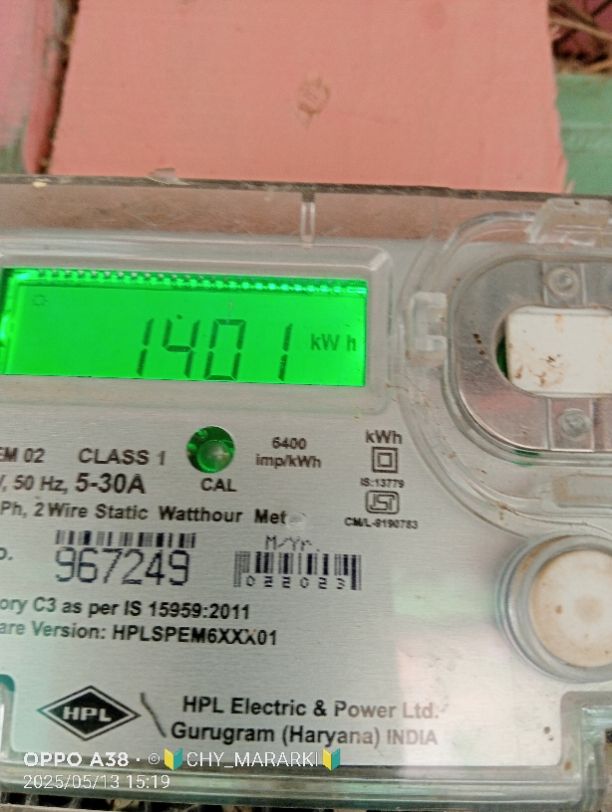 1401 kWh
EM 02 CLASS 1
6400
imp/kWh
kWh
V, 50 Hz, 5-30A
CAL
IS:13779
ISI
CM/L-9190783
Ph, 2 Wire Static Watthour Met
M/Yr.
967249
022023
ory C3 as per IS 15959:2011
are Version: HPLSPEM6XXX01
HPL
HPL Electric & Power Ltd.
Gurugram (Haryana) INDIA
OPPO A38 · ©🔰CHY_MARARKI🔰
2025/05/13 15:19